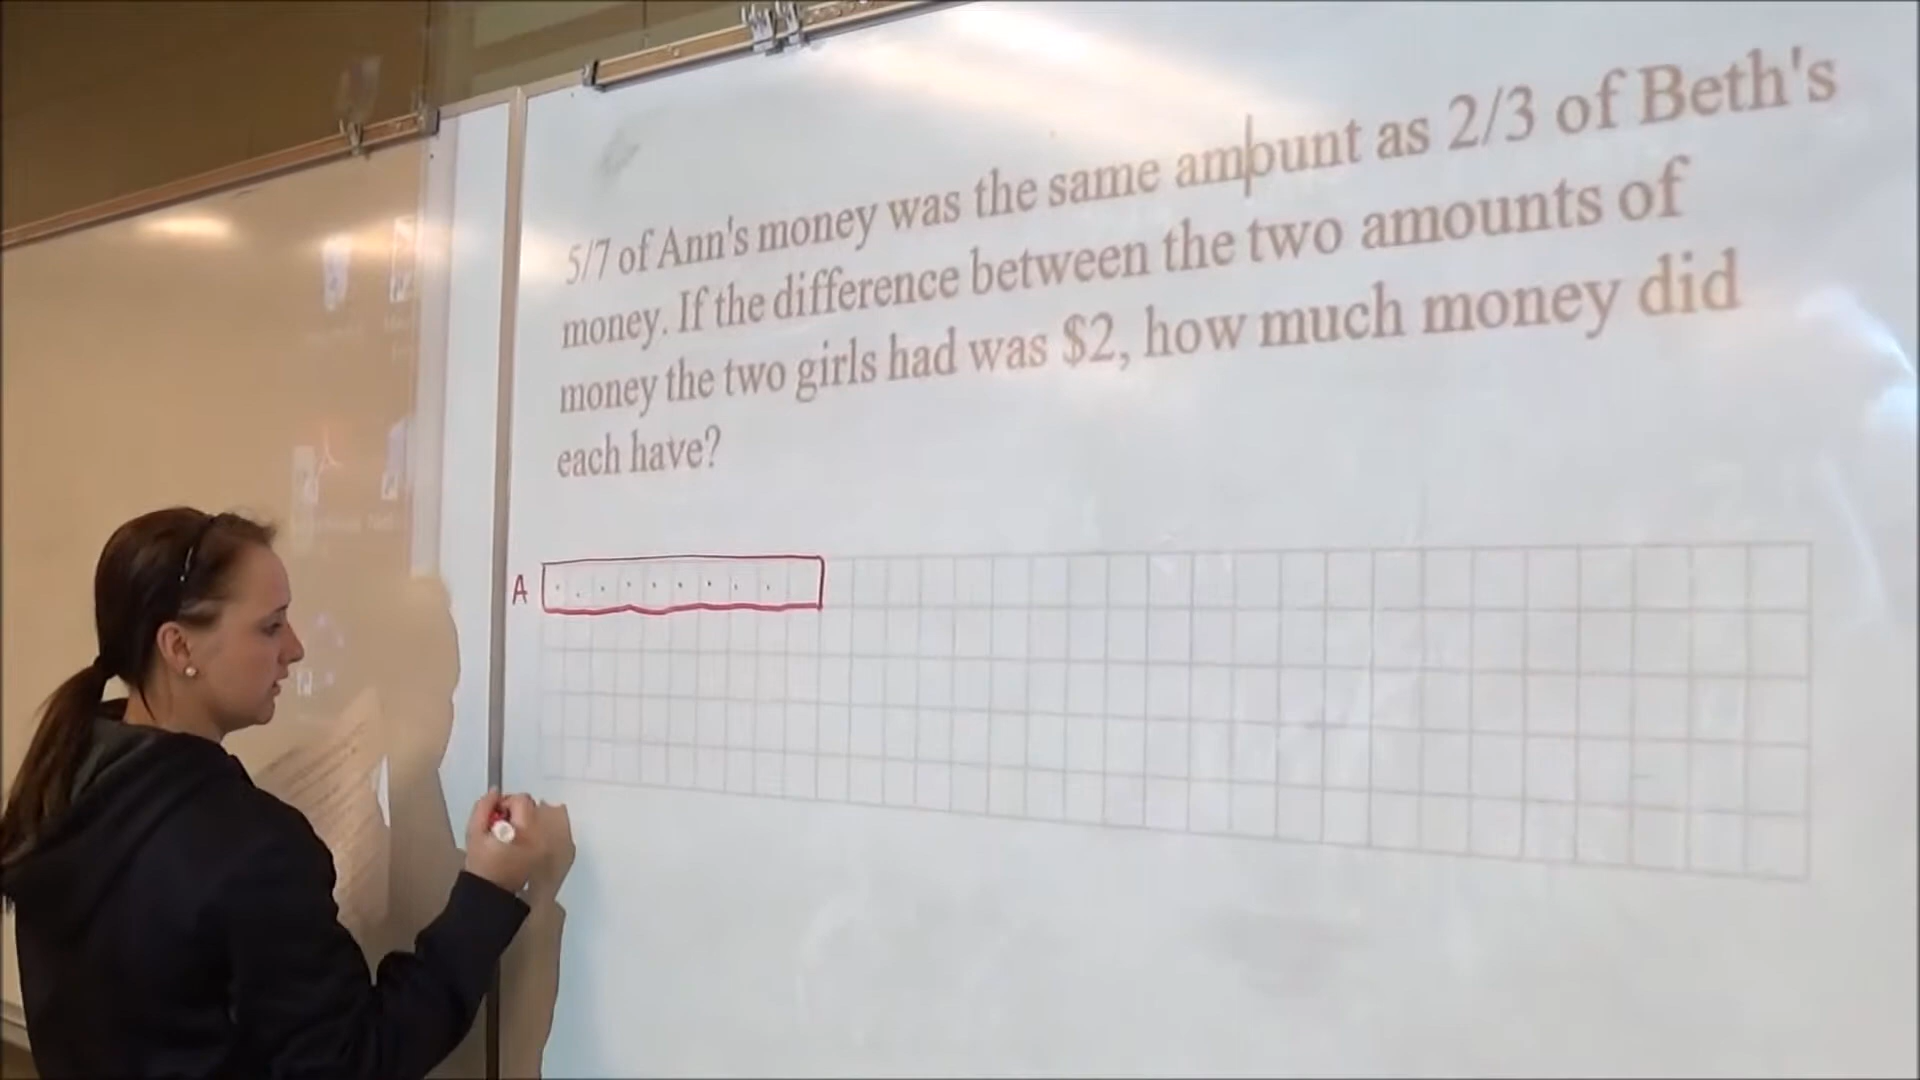 5/7 of Ann's money was the same amount as 2/3 of Beth's
money. If the difference between the two amounts of
money the two girls had was $2, how much money did
each have?
A